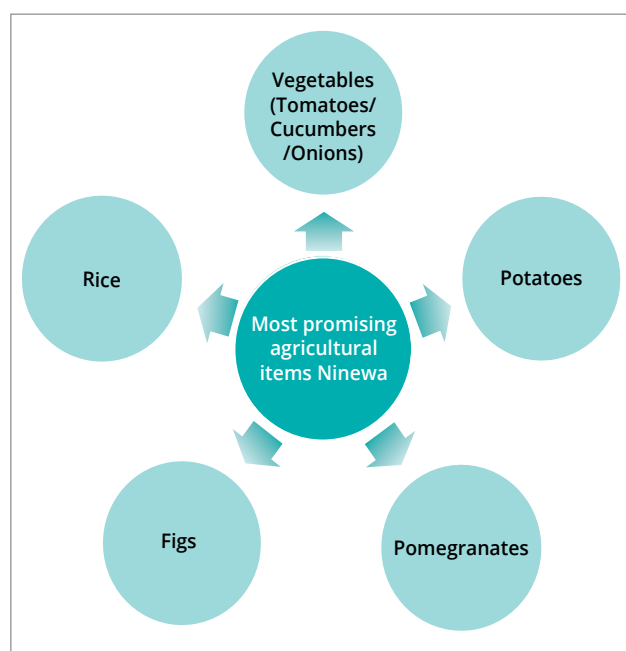 Vegetables
(Tomatoes/
Cucumbers
/Onions)
Rice
Potatoes
Most promising
agricultural
items Ninewa
Figs
Pomegranates